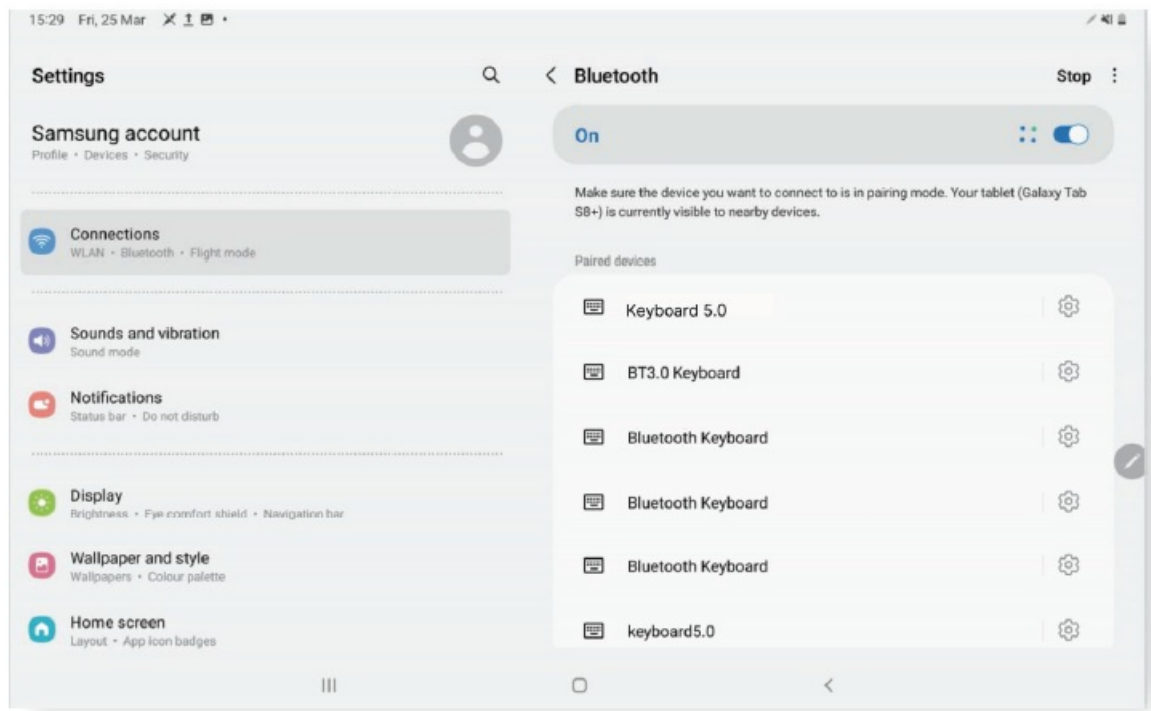 15:29 Fri, 25 Mar
Settings
Samsung account
Profile • Devices • Security
Connections
WLAN • Bluetooth • Flight mode
Sounds and vibration
Sound mode
Notifications
Status bar • Do not disturb
Display
Brightness • Eye comfort shield • Navigation bar
Wallpaper and style
Wallpapers • Colour palette
Home screen
Layout • App icon badges
Bluetooth
Stop
On
Make sure the device you want to connect to is in pairing mode. Your tablet (Galaxy Tab
S8+) is currently visible to nearby devices.
Paired devices
Keyboard 5.0
BT3.0 Keyboard
Bluetooth Keyboard
Bluetooth Keyboard
Bluetooth Keyboard
keyboard5.0